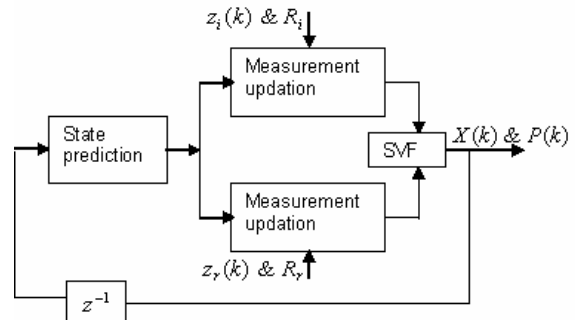 z_i(k) & R_i
Measurement
updation
State
prediction
SVF
X(k) & P(k)
Measurement
updation
z_r(k) & R_r
z^{-1}